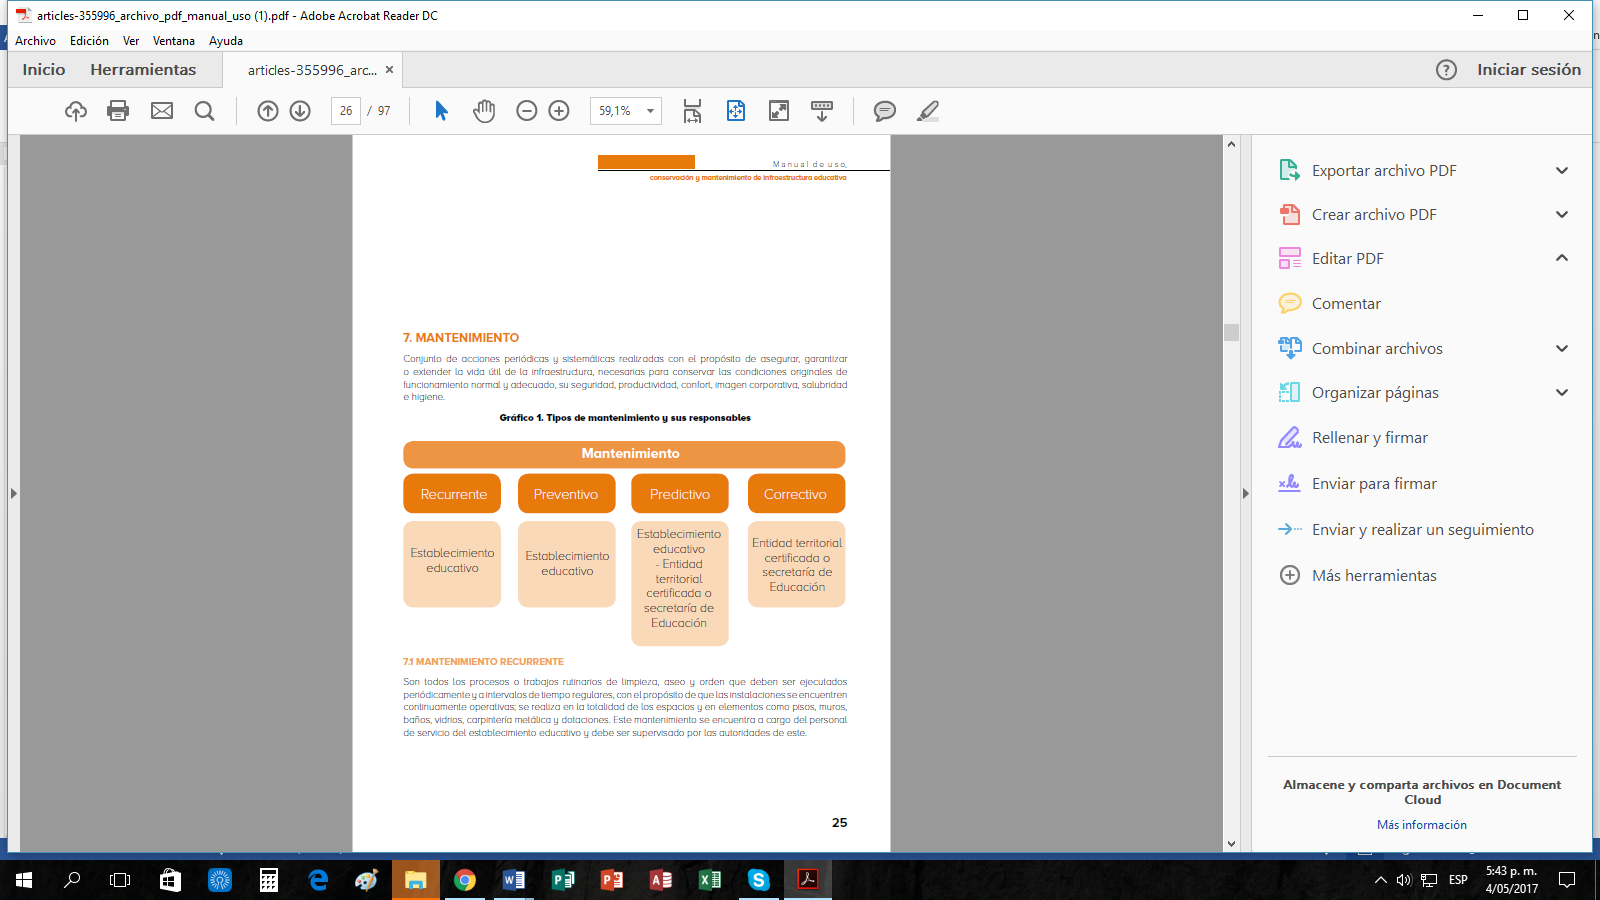 articles-355996_archivo_pdf_manual_uso (1).pdf - Adobe Acrobat Reader DC
Archivo Edición Ver Ventana Ayuda
Inicio Herramientas articles-355996_arc... × Iniciar sesión
26 / 97 59,1%
Manual de uso,
conservación y mantenimiento de infraestructura educativa
7. MANTENIMIENTO
Conjunto de acciones periódicas y sistemáticas realizadas con el propósito de asegurar, garantizar
o extender la vida útil de la infraestructura, necesarias para conservar las condiciones originales de
funcionamiento normal y adecuado, su seguridad, productividad, confort, imagen corporativa, salubridad
e higiene.
Gráfico 1. Tipos de mantenimiento y sus responsables
Mantenimiento
Recurrente
Preventivo
Predictivo
Correctivo
Establecimiento
educativo
Establecimiento
educativo
Establecimiento
educativo
- Entidad
territorial
certificada o
secretaría de
Educación
Entidad territorial
certificada o
secretaría de
Educación
7.1 MANTENIMIENTO RECURRENTE
Son todos los procesos o trabajos rutinarios de limpieza, aseo y orden que deben ser ejecutados
periódicamente y a intervalos de tiempo regulares, con el propósito de que las instalaciones se encuentren
continuamente operativas; se realiza en la totalidad de los espacios y en elementos como pisos, muros,
baños, vidrios, carpintería metálica y dotaciones. Este mantenimiento se encuentra a cargo del personal
de servicio del establecimiento educativo y debe ser supervisado por las autoridades de este.
25
Exportar archivo PDF
Crear archivo PDF
Editar PDF
Comentar
Combinar archivos
Organizar páginas
Rellenar y firmar
Enviar para firmar
Enviar y realizar un seguimiento
Más herramientas
Almacene y comparta archivos en Document
Cloud
Más información
ESP
5:43 p. m.
4/05/2017